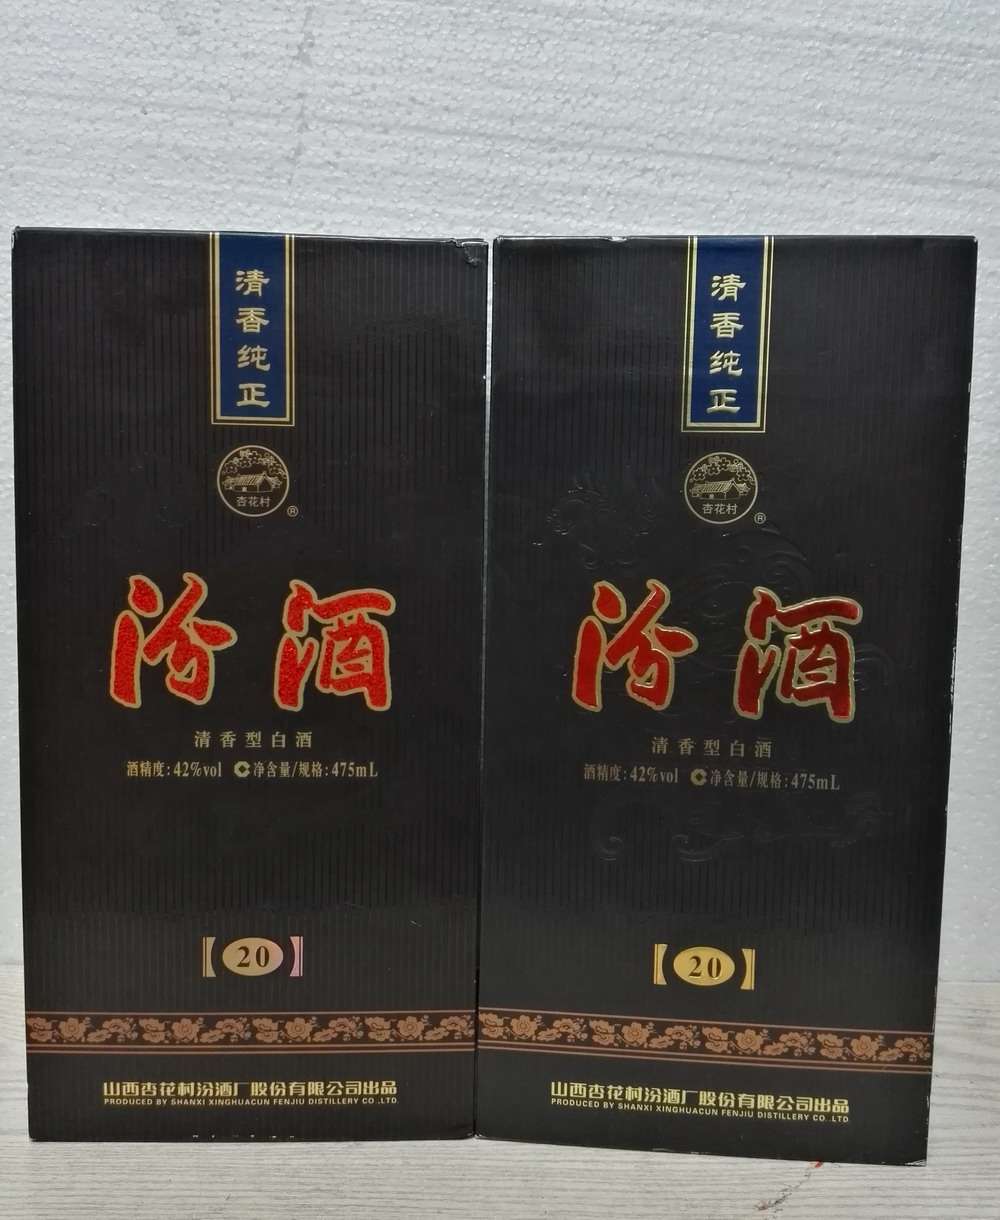 清香纯正
杏花村
®
汾酒
清香型白酒
酒精度:42%vol C净含量/规格:475mL
20
山西杏花村汾酒厂股份有限公司出品
PRODUCED BY SHANXI XINGHUACUN FENJIU DISTILLERY CO.,LTD
清香纯正
杏花村
®
汾酒
清香型白酒
酒精度:42%vol C净含量/规格:475mL
20
山西杏花村汾酒厂股份有限公司出品
PRODUCED BY SHANXI XINGHUACUN FENJIU DISTILLERY CO.,LTD